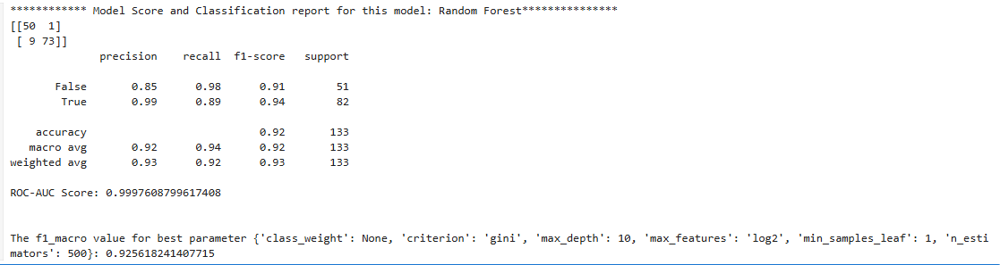 ************ Model Score and Classification report for this model: Random Forest***************
[[50  1]
 [ 9 73]]
              precision    recall  f1-score   support

       False       0.85      0.98      0.91        51
        True       0.99      0.89      0.94        82

    accuracy                           0.92       133
   macro avg       0.92      0.94      0.92       133
weighted avg       0.93      0.92      0.93       133

ROC-AUC Score: 0.9997608799617408

The f1_macro value for best parameter {'class_weight': None, 'criterion': 'gini', 'max_depth': 10, 'max_features': 'log2', 'min_samples_leaf': 1, 'n_esti
mators': 500}: 0.925618241407715